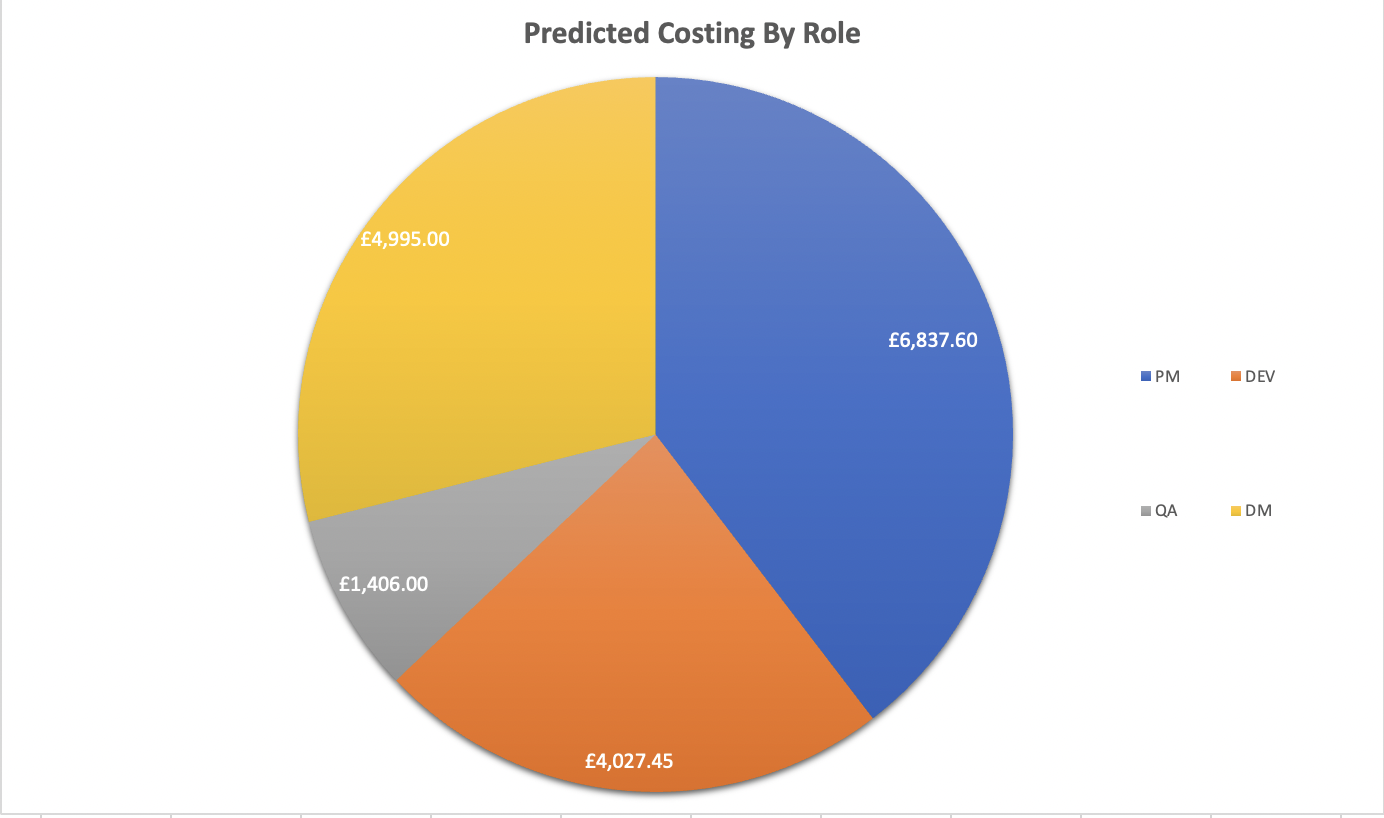 Predicted Costing By Role
£4,995.00
£6,837.60
PM DEV
QA DM
£1,406.00
£4,027.45